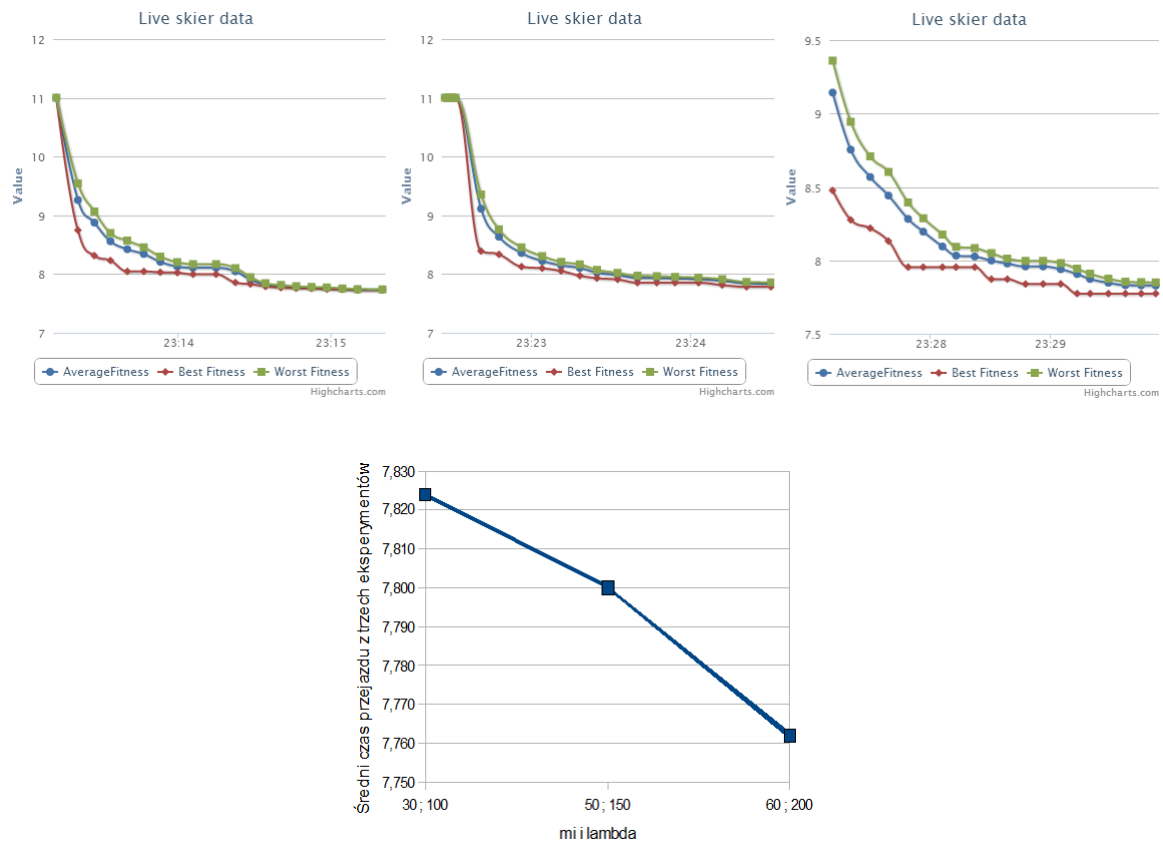 Live skier data
12
11
10
9
8
7
Value
23:14
23:15
AverageFitness Best Fitness Worst Fitness
Highcharts.com
Live skier data
12
11
10
9
8
7
Value
23:23
23:24
AverageFitness Best Fitness Worst Fitness
Highcharts.com
Live skier data
9.5
9
8.5
8
7.5
Value
23:28
23:29
AverageFitness Best Fitness Worst Fitness
Highcharts.com
Średni czas przejazdu z trzech eksperymentów
7,830
7,820
7,810
7,800
7,790
7,780
7,770
7,760
7,750
30 ; 100
50 ; 150
60 ; 200
mi i lambda